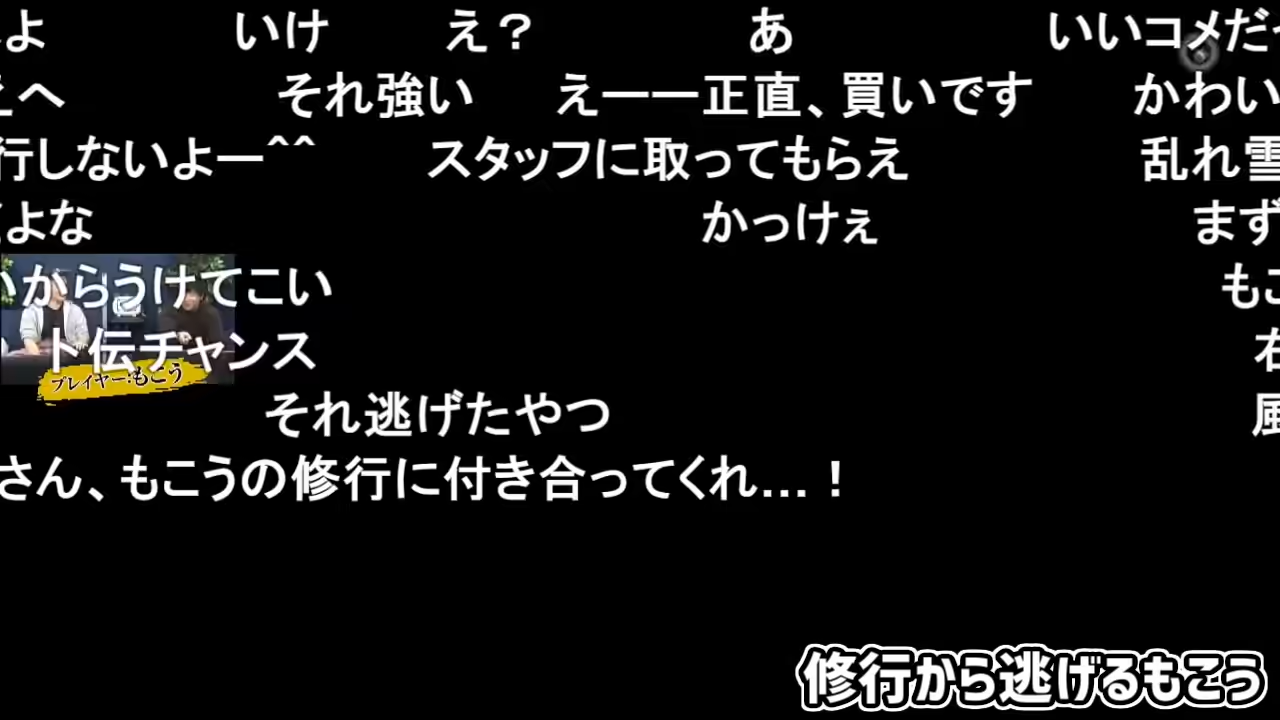 よ いけ え？ あ いいコメだ
えへ それ強い えーー正直、買いです かわい
行しないよー^^ スタッフに取ってもらえ 乱れ雪
よな かっけぇ まず
いからうけてこい もこ
ト伝チャンス 右
プレイヤー:もこう
それ逃げたやつ 風
さん、もこうの修行に付き合ってくれ…！
修行から逃げるもこう